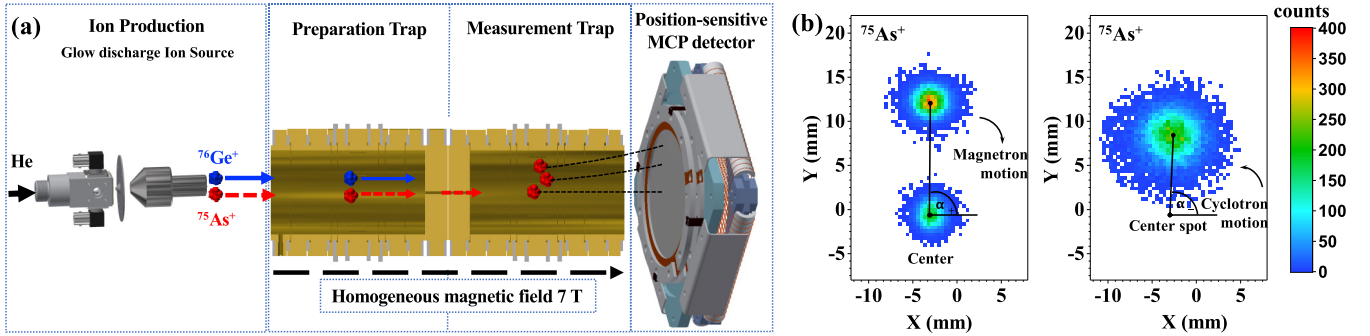 (a)
Ion Production
Glow discharge Ion Source
Preparation Trap
Measurement Trap
Position-sensitive
MCP detector
He
⁷⁶Ge⁺
⁷⁵As⁺
Homogeneous magnetic field 7 T
(b)
⁷⁵As⁺
Y (mm)
20
15
10
5
0
-5
Magnetron
motion
α
Center
-10
-5
0
5
X (mm)
⁷⁵As⁺
Y (mm)
20
15
10
5
0
-5
α
Cyclotron
motion
Center spot
-10
-5
0
5
X (mm)
counts
400
350
300
250
200
150
100
50
0